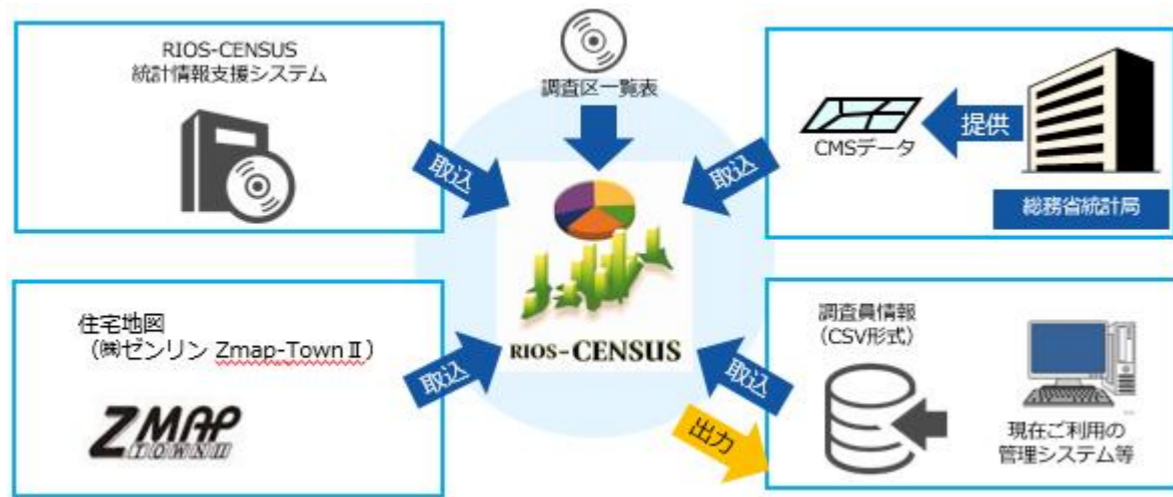 RIOS-CENSUS
統計情報支援システム
取込
調査区一覧表
取込
CMSデータ
提供
総務省統計局
RIOS-CENSUS
住宅地図
（㈱ゼンリン Zmap-TownⅡ）
ZMAP
TOWNⅡ
取込
取込
出力
調査員情報
（CSV形式）
現在ご利用の
管理システム等